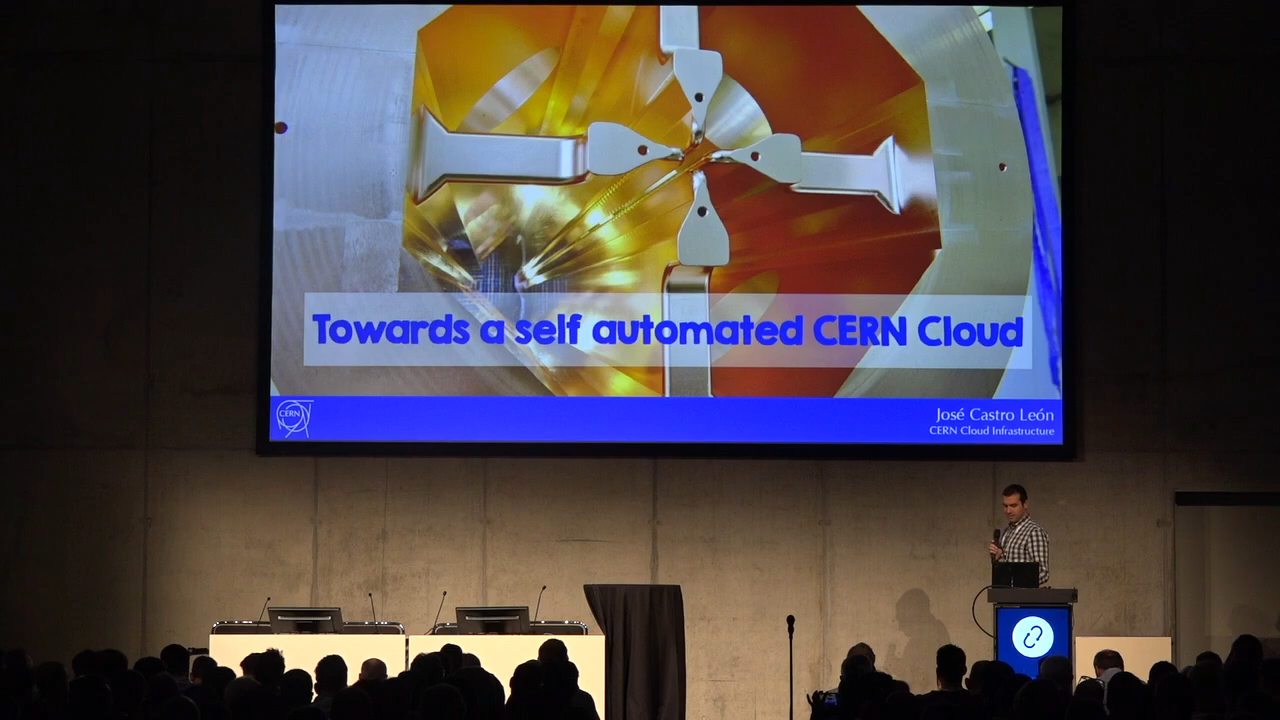 Towards a self automated CERN Cloud
CERN
José Castro León
CERN Cloud Infrastructure